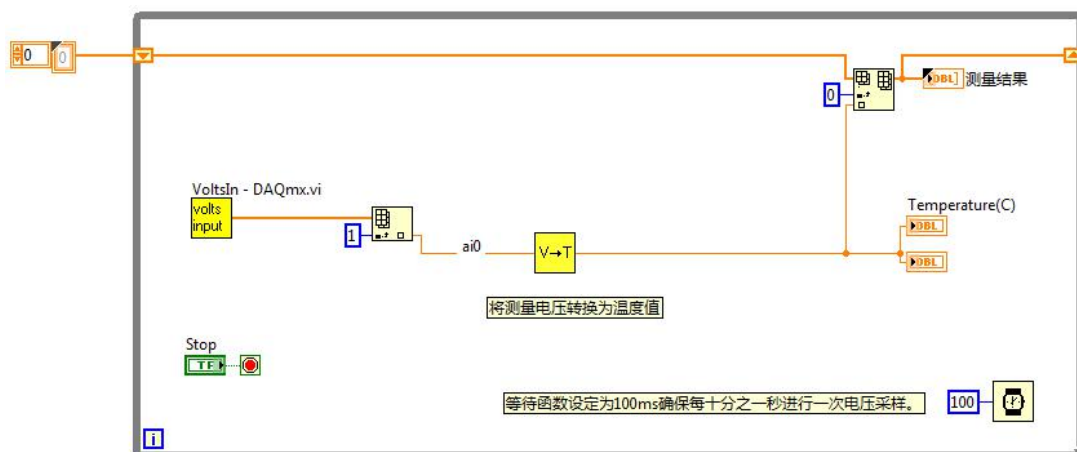 0 0
DBL 测量结果
0
VoltsIn - DAQmx.vi
volts
input
Temperature(C)
1
DBL
ai0
V→T
DBL
将测量电压转换为温度值
Stop
TF
等待函数设定为100ms确保每十分之一秒进行一次电压采样。 100
i